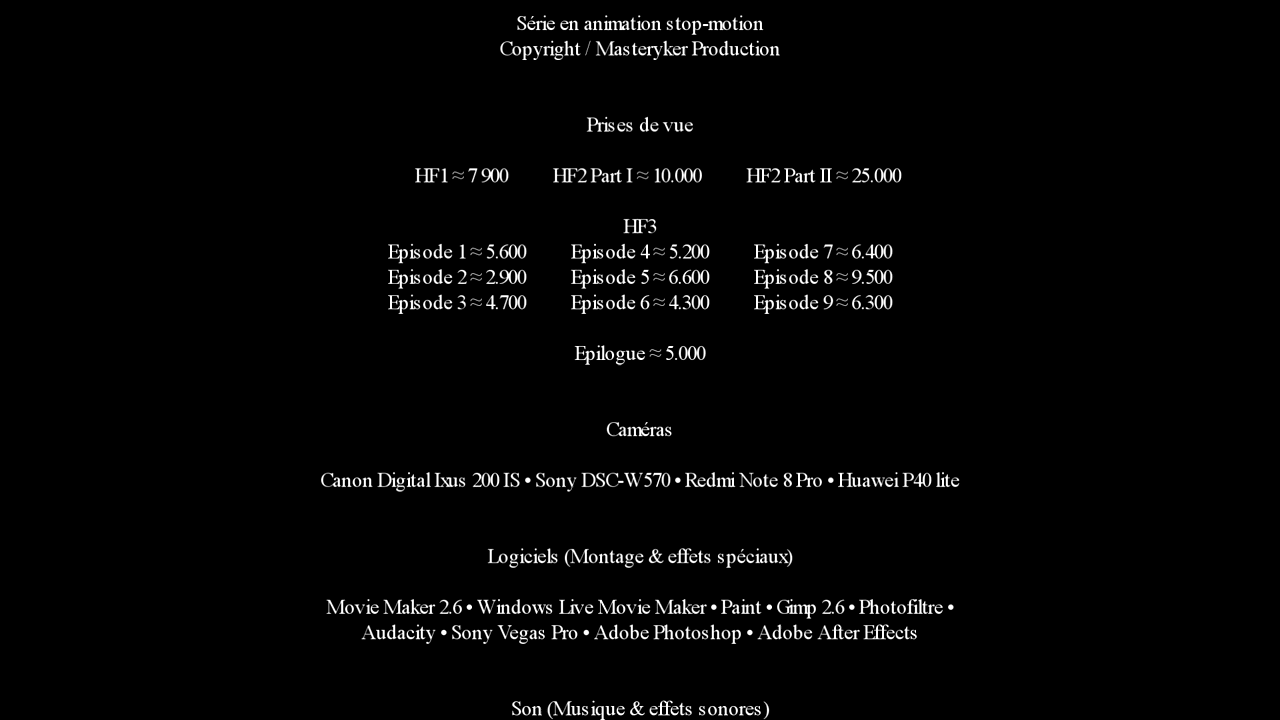 Série en animation stop-motion
Copyright / Masteryker Production
Prises de vue
HF1 ≈ 7 900 HF2 Part I ≈ 10.000 HF2 Part II ≈ 25.000
HF3
Episode 1 ≈ 5.600 Episode 4 ≈ 5.200 Episode 7 ≈ 6.400
Episode 2 ≈ 2.900 Episode 5 ≈ 6.600 Episode 8 ≈ 9.500
Episode 3 ≈ 4.700 Episode 6 ≈ 4.300 Episode 9 ≈ 6.300
Epilogue ≈ 5.000
Caméras
Canon Digital Ixus 200 IS • Sony DSC-W570 • Redmi Note 8 Pro • Huawei P40 lite
Logiciels (Montage & effets spéciaux)
Movie Maker 2.6 • Windows Live Movie Maker • Paint • Gimp 2.6 • Photofiltre •
Audacity • Sony Vegas Pro • Adobe Photoshop • Adobe After Effects
Son (Musique & effets sonores)